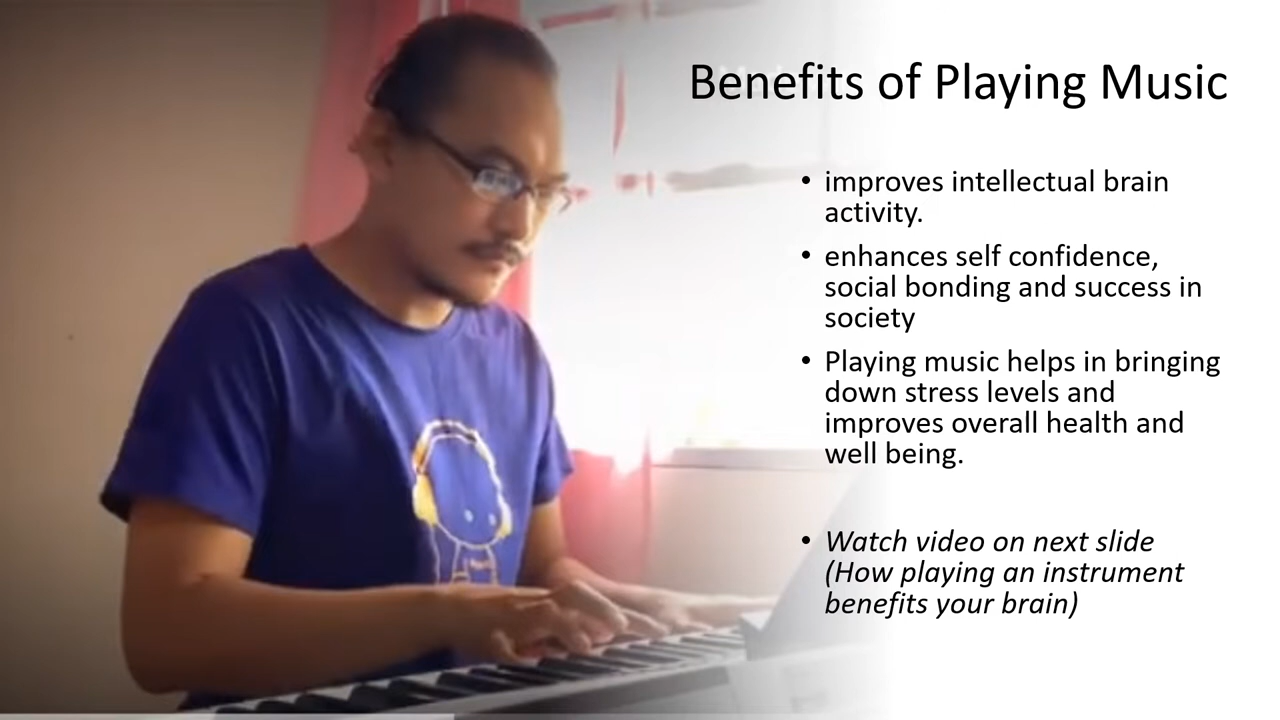 Benefits of Playing Music
• improves intellectual brain
activity.
• enhances self confidence,
social bonding and success in
society
• Playing music helps in bringing
down stress levels and
improves overall health and
well being.
• Watch video on next slide
(How playing an instrument
benefits your brain)